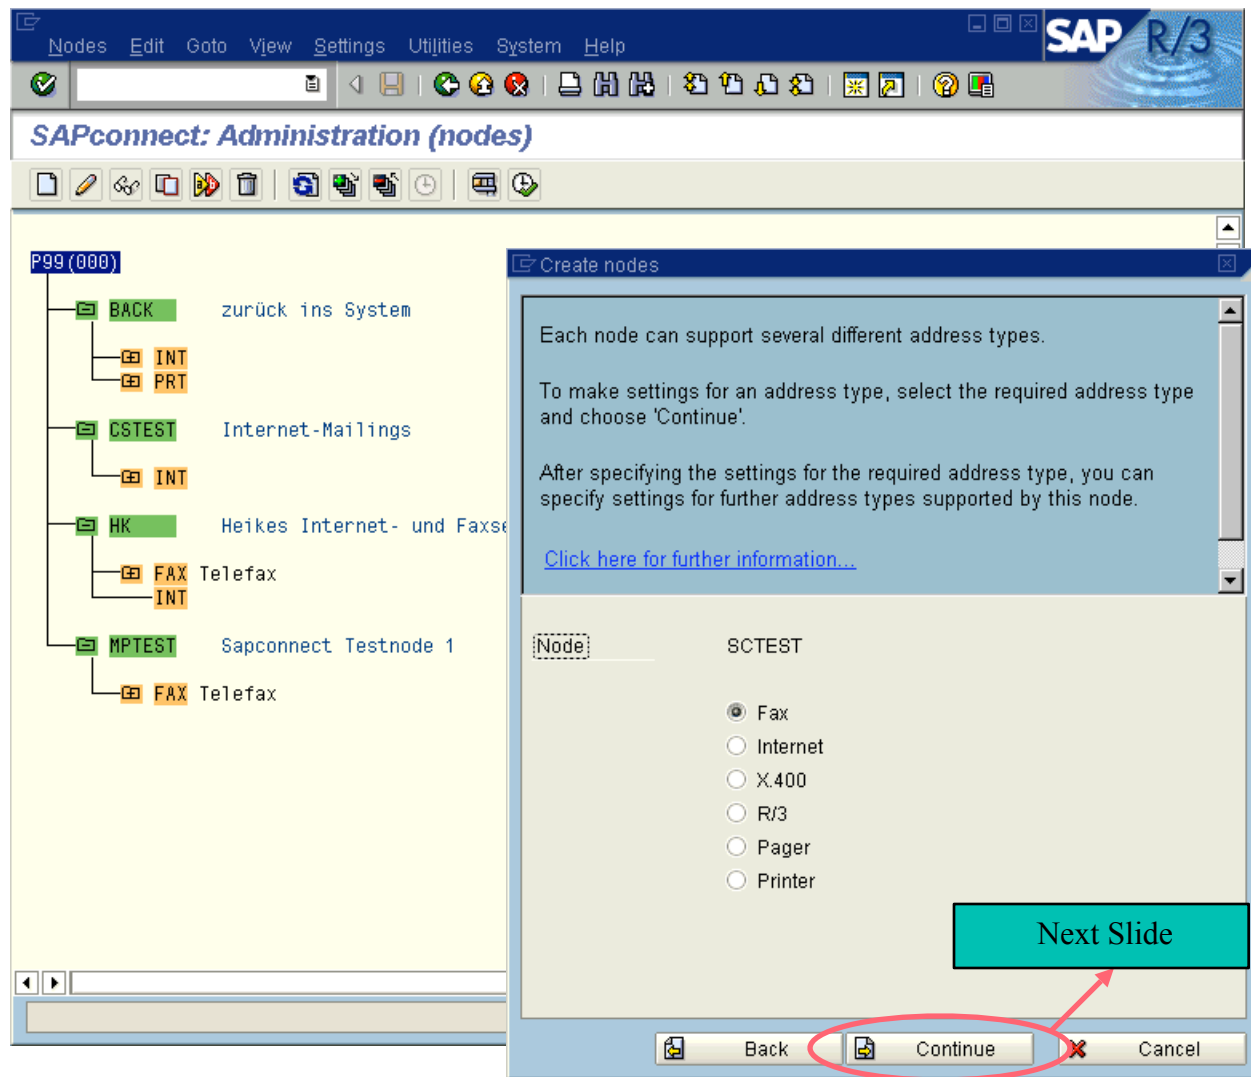 Nodes Edit Goto View Settings Utilities System Help
SAP R/3
SAPconnect: Administration (nodes)
P99(000)
BACK zurück ins System
INT
PRT
CSTEST Internet-Mailings
INT
HK Heikes Internet- und Faxse
FAX Telefax
INT
MPTEST Sapconnect Testnode 1
FAX Telefax
Create nodes
Each node can support several different address types.
To make settings for an address type, select the required address type
and choose 'Continue'.
After specifying the settings for the required address type, you can
specify settings for further address types supported by this node.
Click here for further information...
Node SCTEST
Fax
Internet
X.400
R/3
Pager
Printer
Next Slide
Back Continue Cancel